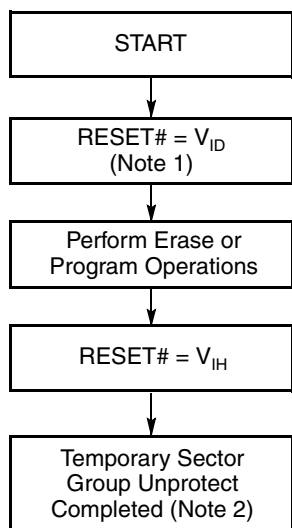 START
RESET# = VID
(Note 1)
Perform Erase or
Program Operations
RESET# = VIH
Temporary Sector
Group Unprotect
Completed (Note 2)